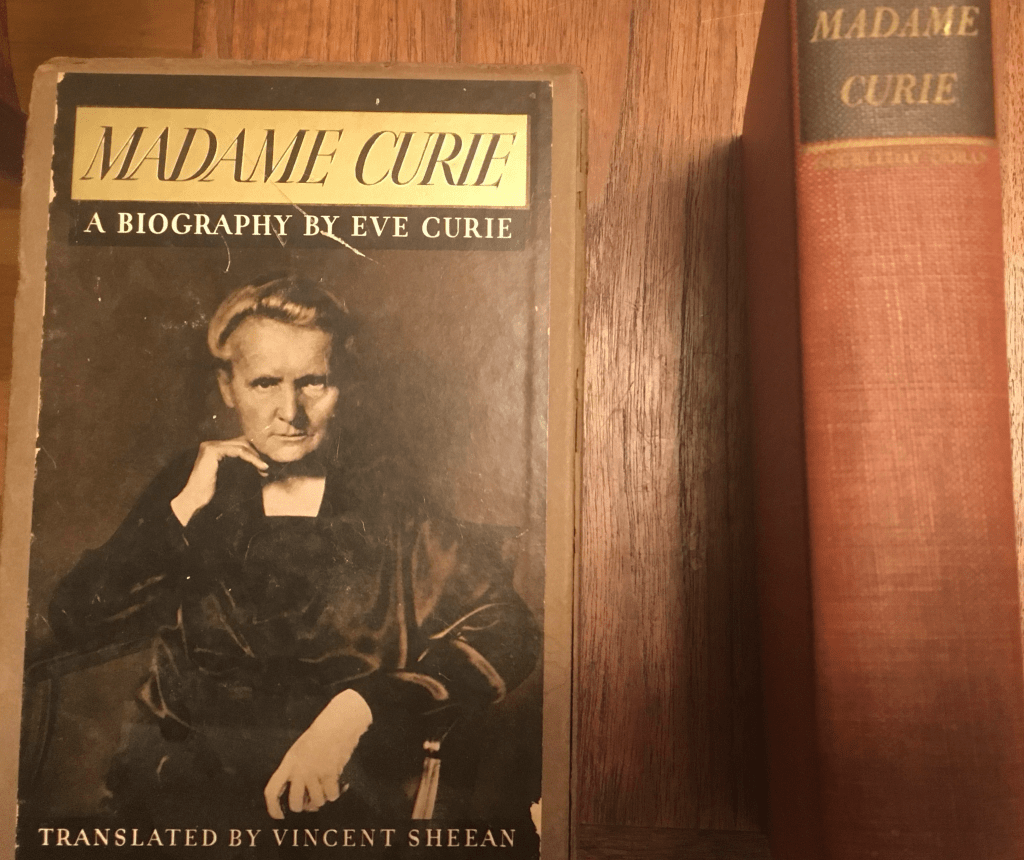 MADAME CURIE
A BIOGRAPHY BY EVE CURIE
TRANSLATED BY VINCENT SHEEAN
MADAME
CURIE